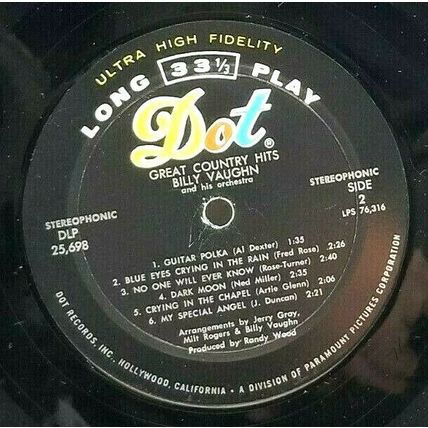 ULTRA HIGH FIDELITY
LONG 33 1/3 PLAY
Dot®
GREAT COUNTRY HITS
BILLY VAUGHN
and his orchestra
STEREOPHONIC
DLP
25,698
STEREOPHONIC
SIDE
2
LPS 76,316
1. GUITAR POLKA (Al Dexter) 1:35
2. BLUE EYES CRYING IN THE RAIN (Fred Rose) 2:26
3. NO ONE WILL EVER KNOW (Rose-Turner) 2:40
4. DARK MOON (Ned Miller) 2:35
5. CRYING IN THE CHAPEL (Artie Glenn) 2:06
6. MY SPECIAL ANGEL (J. Duncan) 2:21
Arrangements by Jerry Gray,
Milt Rogers & Billy Vaughn
Produced by Randy Wood
DOT RECORDS, INC., HOLLYWOOD, CALIFORNIA • A DIVISION OF PARAMOUNT PICTURES CORPORATION